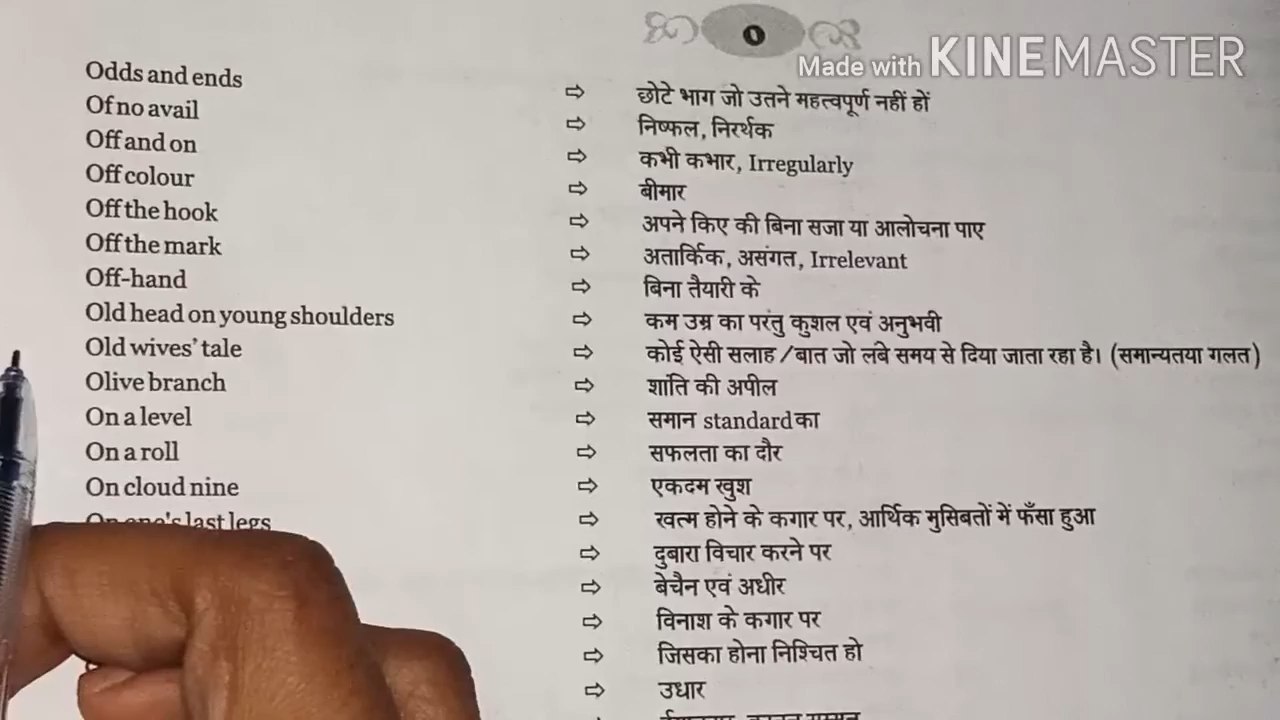 O
Made with KINEMASTER
Odds and ends ⇨ छोटे भाग जो उतने महत्वपूर्ण नहीं हों
Of no avail ⇨ निष्फल, निरर्थक
Off and on ⇨ कभी कभार, Irregularly
Off colour ⇨ बीमार
Off the hook ⇨ अपने किए की बिना सजा या आलोचना पाए
Off the mark ⇨ अतार्किक, असंगत, Irrelevant
Off-hand ⇨ बिना तैयारी के
Old head on young shoulders ⇨ कम उम्र का परंतु कुशल एवं अनुभवी
Old wives' tale ⇨ कोई ऐसी सलाह/बात जो लंबे समय से दिया जाता रहा है। (समान्यतया गलत)
Olive branch ⇨ शांति की अपील
On a level ⇨ समान standard का
On a roll ⇨ सफलता का दौर
On cloud nine ⇨ एकदम खुश
On one's last legs ⇨ खत्म होने के कगार पर, आर्थिक मुसिबतों में फँसा हुआ
⇨ दुबारा विचार करने पर
⇨ बेचैन एवं अधीर
⇨ विनाश के कगार पर
⇨ जिसका होना निश्चित हो
⇨ उधार